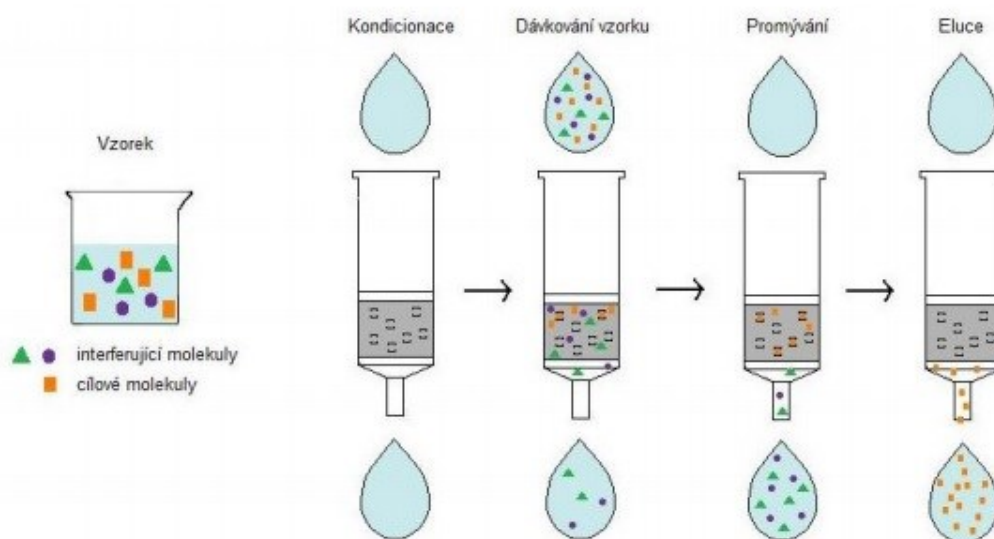 Kondicionace
Dávkování vzorku
Promývání
Eluce
Vzorek
interferující molekuly
cílové molekuly